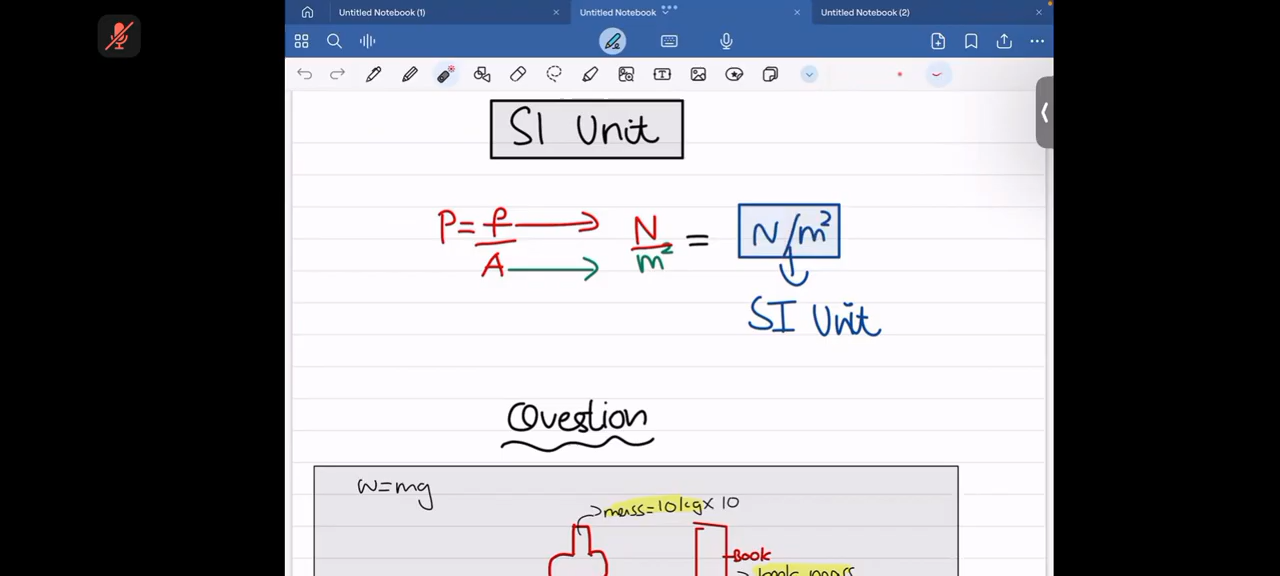 Untitled Notebook (1)
Untitled Notebook
Untitled Notebook (2)
SI Unit
P = f/A → N/m² = N/m²
SI Unit
Question
W=mg
mass=10kg × 10
Book